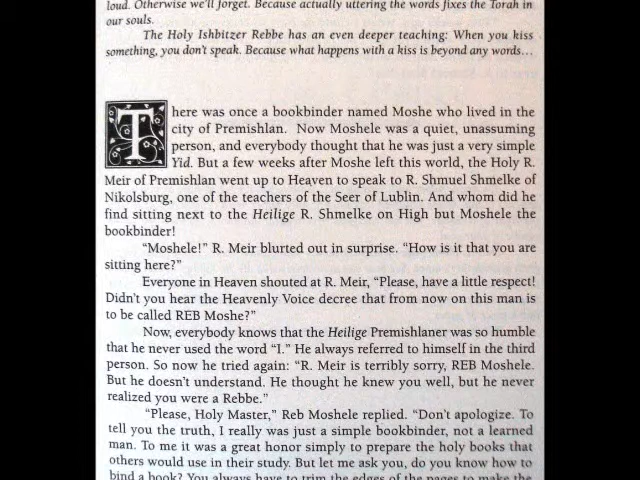 loud. Otherwise we'll forget. Because actually uttering the words fixes the Torah in
our souls.
The Holy Ishbitzer Rebbe has an even deeper teaching: When you kiss
something, you don't speak. Because what happens with a kiss is beyond any words...
There was once a bookbinder named Moshe who lived in the
city of Premishlan. Now Moshele was a quiet, unassuming
person, and everybody thought that he was just a very simple
Yid. But a few weeks after Moshe left this world, the Holy R.
Meir of Premishlan went up to Heaven to speak to R. Shmuel Shmelke of
Nikolsburg, one of the teachers of the Seer of Lublin. And whom did he
find sitting next to the Heilige R. Shmelke on High but Moshele the
bookbinder!
“Moshele!” R. Meir blurted out in surprise. “How is it that you are
sitting here?”
Everyone in Heaven shouted at R. Meir, “Please, have a little respect!
Didn't you hear the Heavenly Voice decree that from now on this man is
to be called REB Moshe?”
Now, everybody knows that the Heilige Premishlaner was so humble
that he never used the word “I.” He always referred to himself in the third
person. So now he tried again: “R. Meir is terribly sorry, REB Moshele.
But he doesn't understand. He thought he knew you well, but he never
realized you were a Rebbe.”
“Please, Holy Master,” Reb Moshele replied. “Don't apologize. To
tell you the truth, I really was just a simple bookbinder, not a learned
man. To me it was a great honor simply to prepare the holy books that
others would use in their study. But let me ask you, do you know how to
bind a book? You always have to trim the edges of the pages to make the